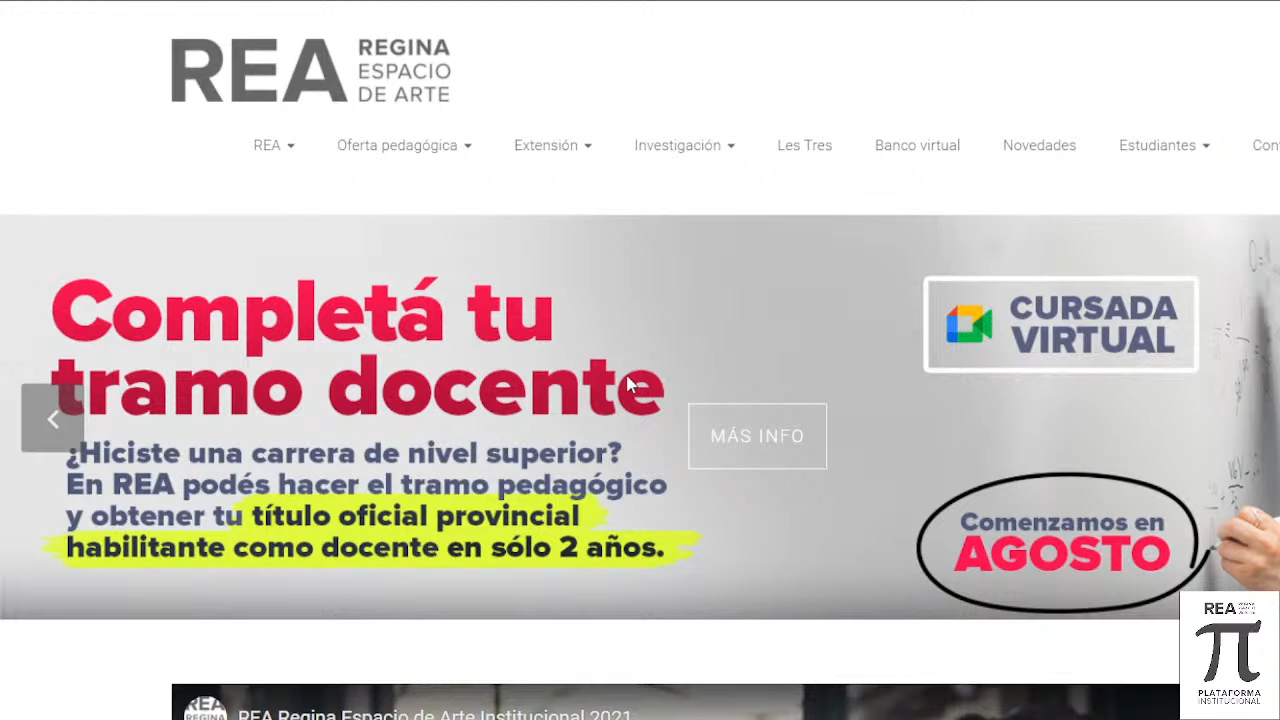 REA REGINA
ESPACIO
DE ARTE
REA Oferta pedagógica Extensión Investigación Les Tres Banco virtual Novedades Estudiantes
Completá tu
tramo docente
¿Hiciste una carrera de nivel superior?
En REA podés hacer el tramo pedagógico
y obtener tu título oficial provincial
habilitante como docente en sólo 2 años.
MÁS INFO
CURSADA
VIRTUAL
Comenzamos en
AGOSTO
REA
π
PLATAFORMA
INSTITUCIONAL
REA
REGINA
REA Regina Espacio de Arte Institucional 2021